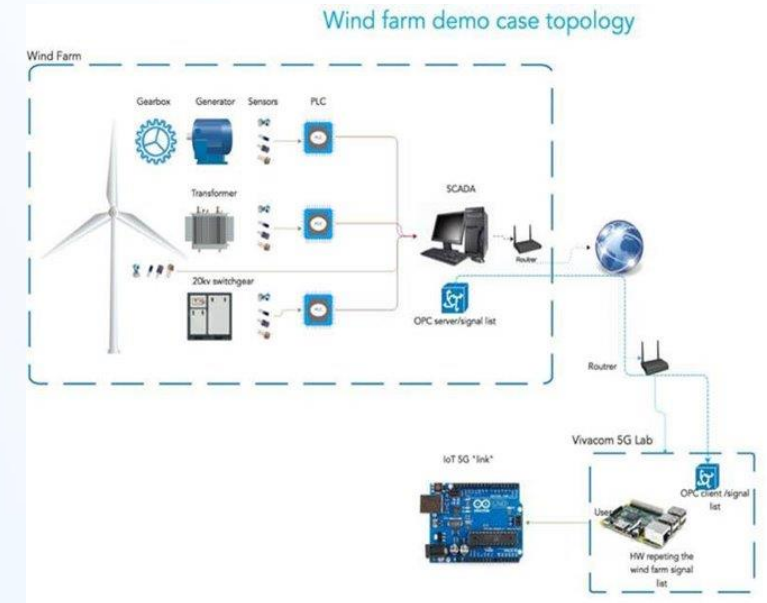 Wind farm demo case topology
Wind Farm
Gearbox
Generator
Sensors
PLC
Transformer
SCADA
Router
20kv switchgear
OPC server/signal list
Routrer
Vivacom 5G Lab
IoT 5G "link"
User
OPC client /signal
list
HW repeting the
wind farm signal
list